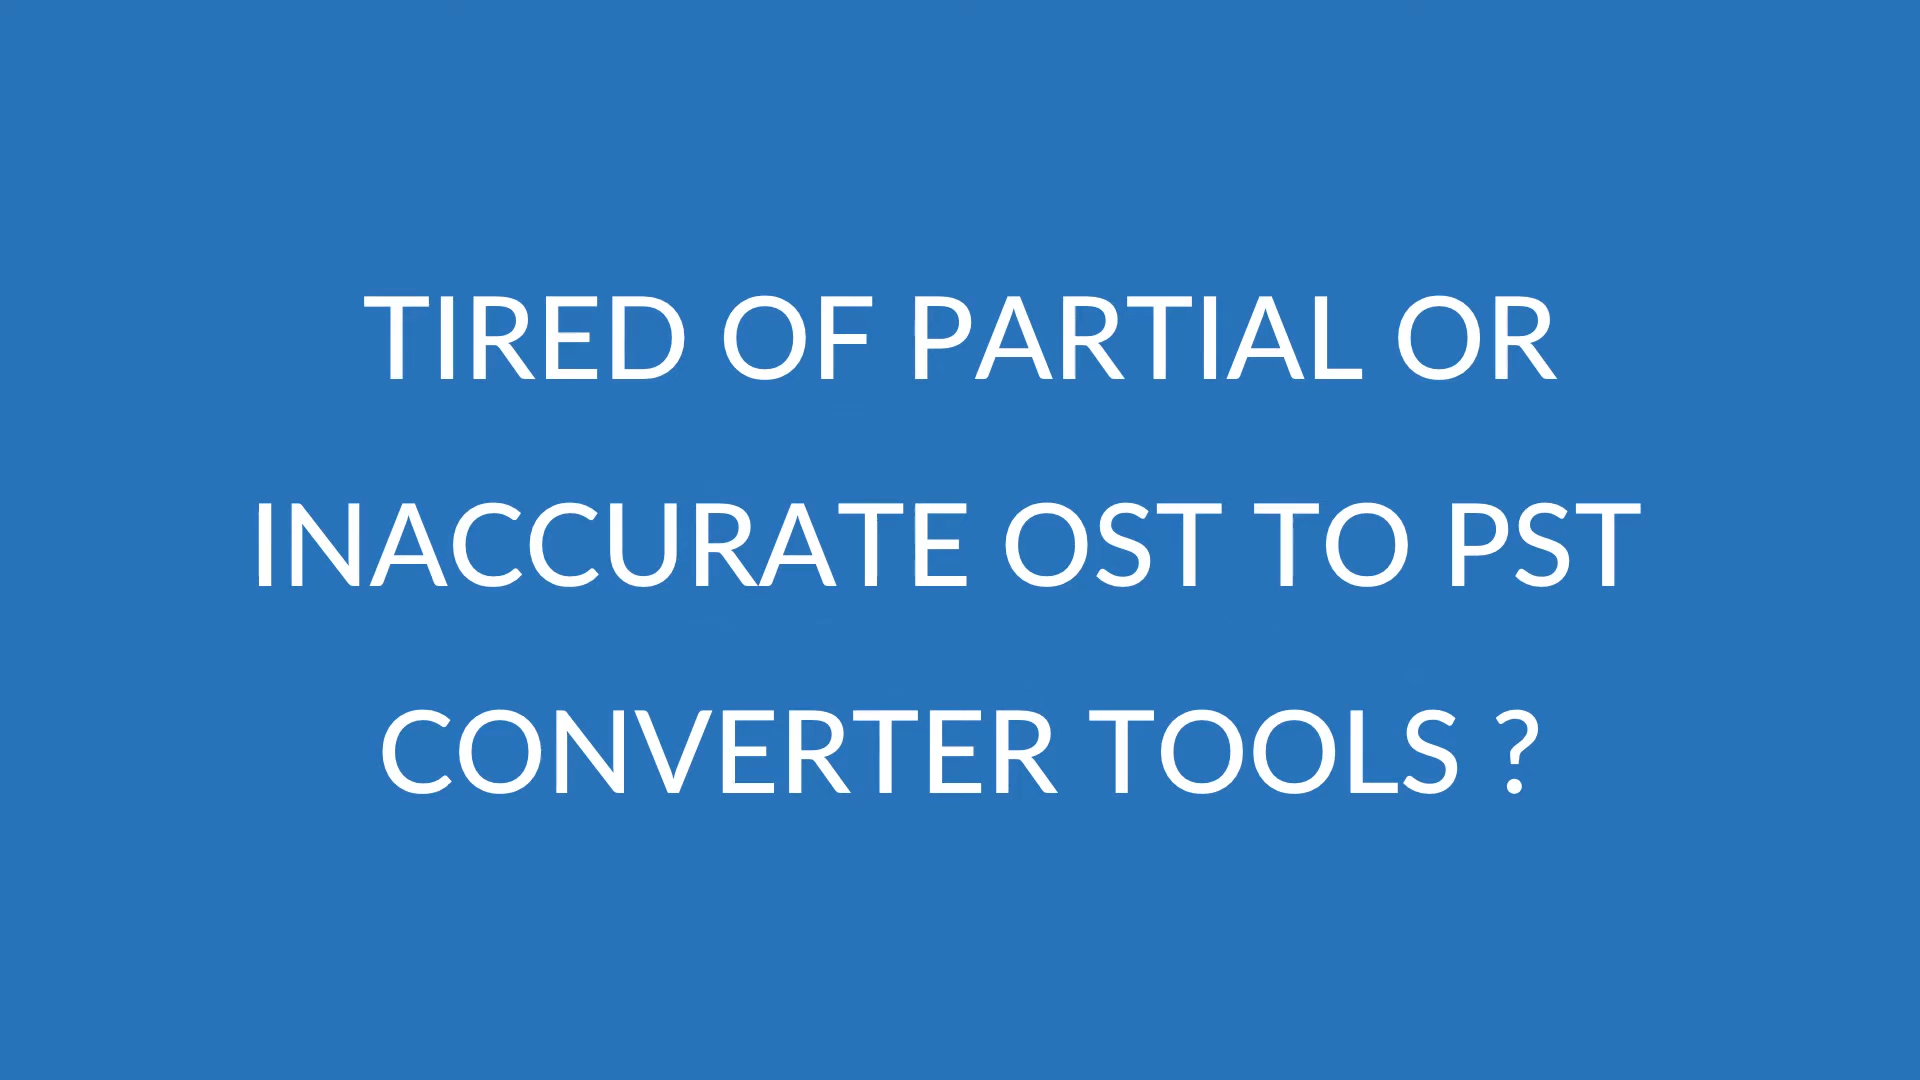 TIRED OF PARTIAL OR
INACCURATE OST TO PST
CONVERTER TOOLS ?